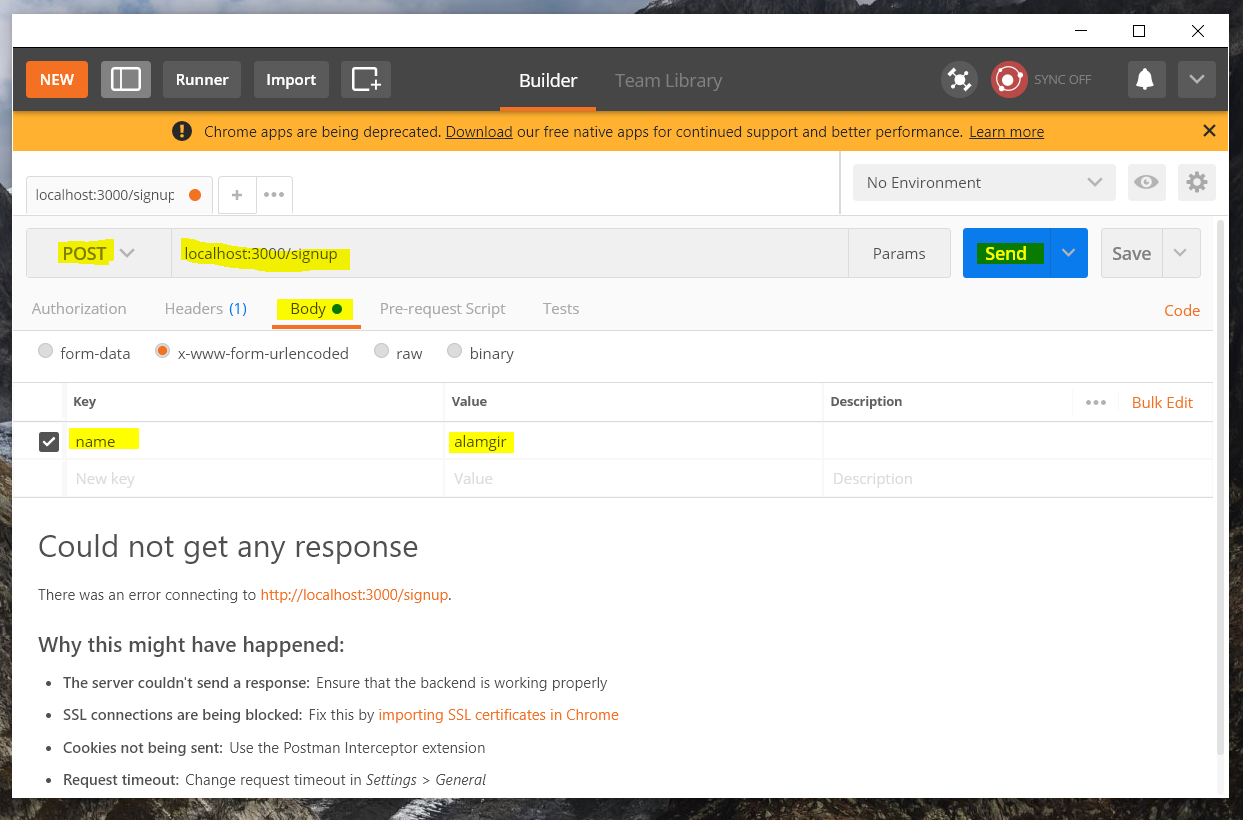 NEW Runner Import Builder Team Library SYNC OFF
Chrome apps are being deprecated. Download our free native apps for continued support and better performance. Learn more
localhost:3000/signup + ••• No Environment
POST localhost:3000/signup Params Send Save
Authorization Headers (1) Body Pre-request Script Tests Code
form-data x-www-form-urlencoded raw binary
Key Value Description ••• Bulk Edit
name alamgir
New key Value Description
Could not get any response
There was an error connecting to http://localhost:3000/signup.
Why this might have happened:
• The server couldn't send a response: Ensure that the backend is working properly
• SSL connections are being blocked: Fix this by importing SSL certificates in Chrome
• Cookies not being sent: Use the Postman Interceptor extension
• Request timeout: Change request timeout in Settings > General